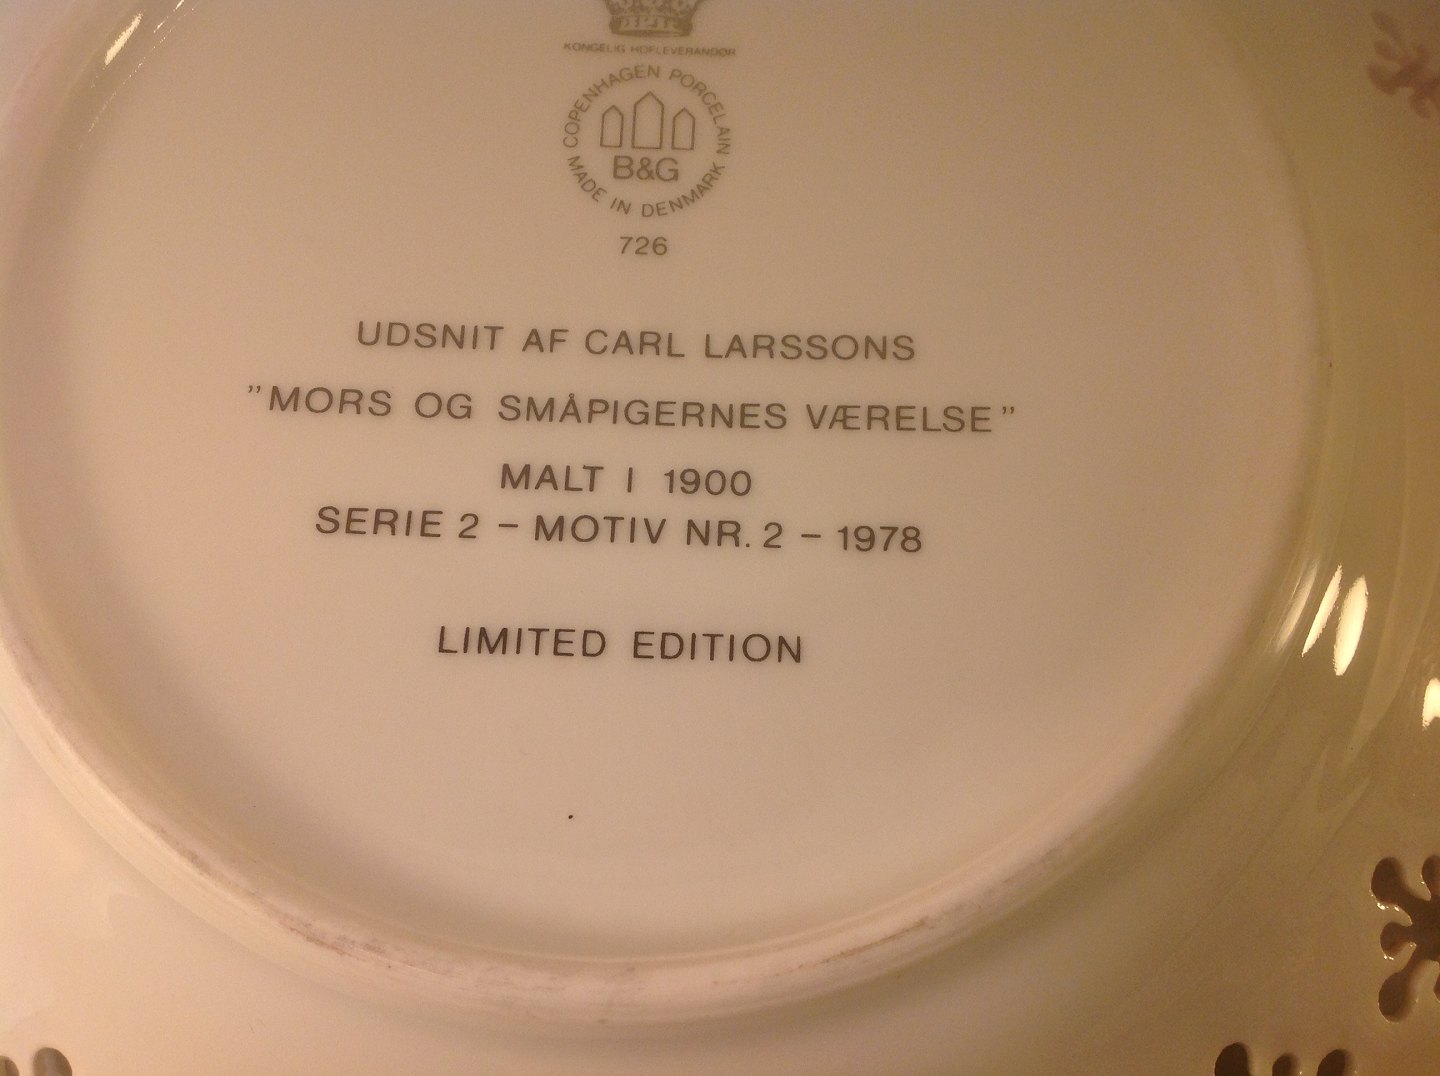 KONGELIG HOFLEVERANDØR
COPENHAGEN PORCELAIN
B&G
MADE IN DENMARK
726
UDSNIT AF CARL LARSSONS
"MORS OG SMÅPIGERNES VÆRELSE"
MALT I 1900
SERIE 2 – MOTIV NR. 2 – 1978
LIMITED EDITION